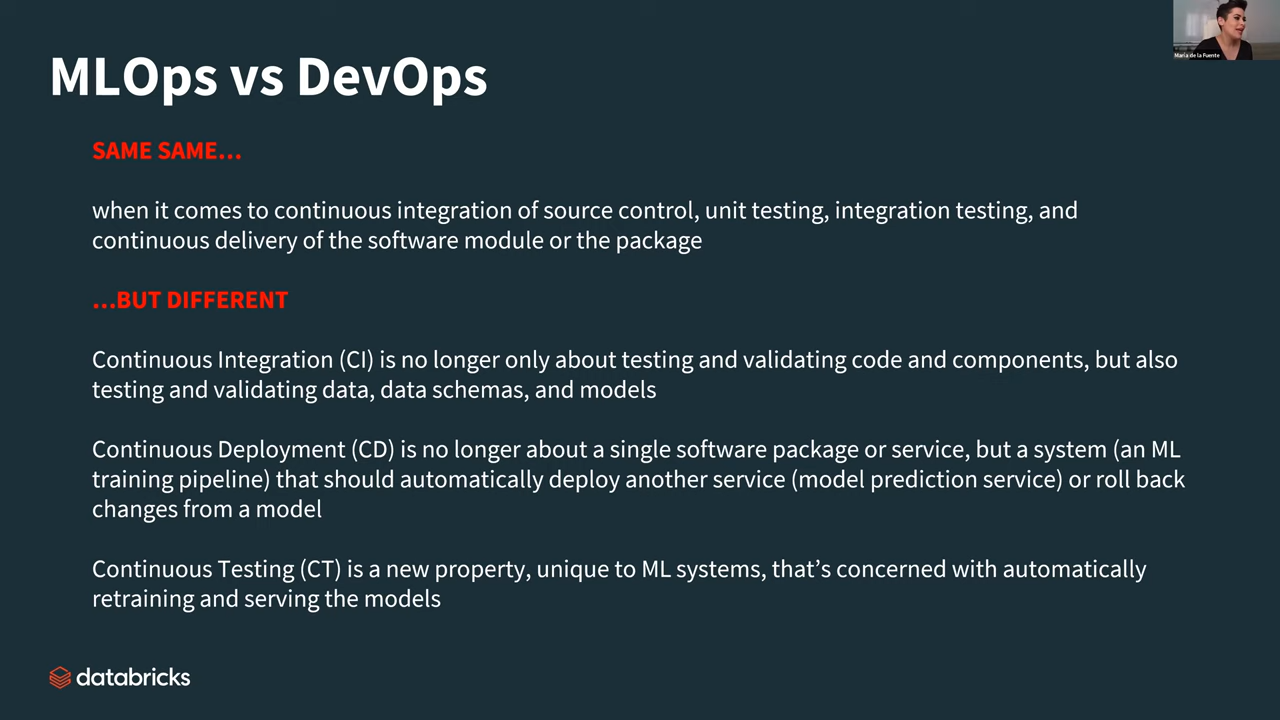 María de la Fuente
MLOps vs DevOps
SAME SAME…
when it comes to continuous integration of source control, unit testing, integration testing, and
continuous delivery of the software module or the package
…BUT DIFFERENT
Continuous Integration (CI) is no longer only about testing and validating code and components, but also
testing and validating data, data schemas, and models
Continuous Deployment (CD) is no longer about a single software package or service, but a system (an ML
training pipeline) that should automatically deploy another service (model prediction service) or roll back
changes from a model
Continuous Testing (CT) is a new property, unique to ML systems, that’s concerned with automatically
retraining and serving the models
databricks